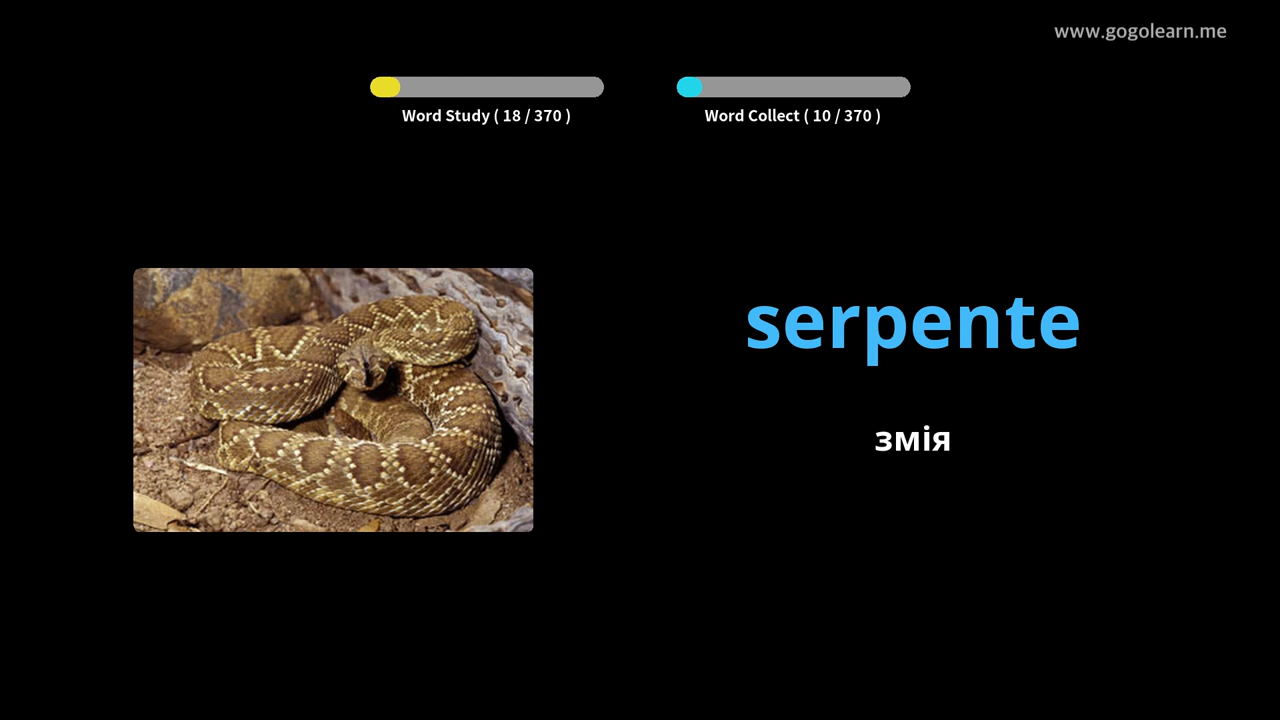 www.gogolearn.me
Word Study ( 18 / 370 )
Word Collect ( 10 / 370 )
serpente
змія